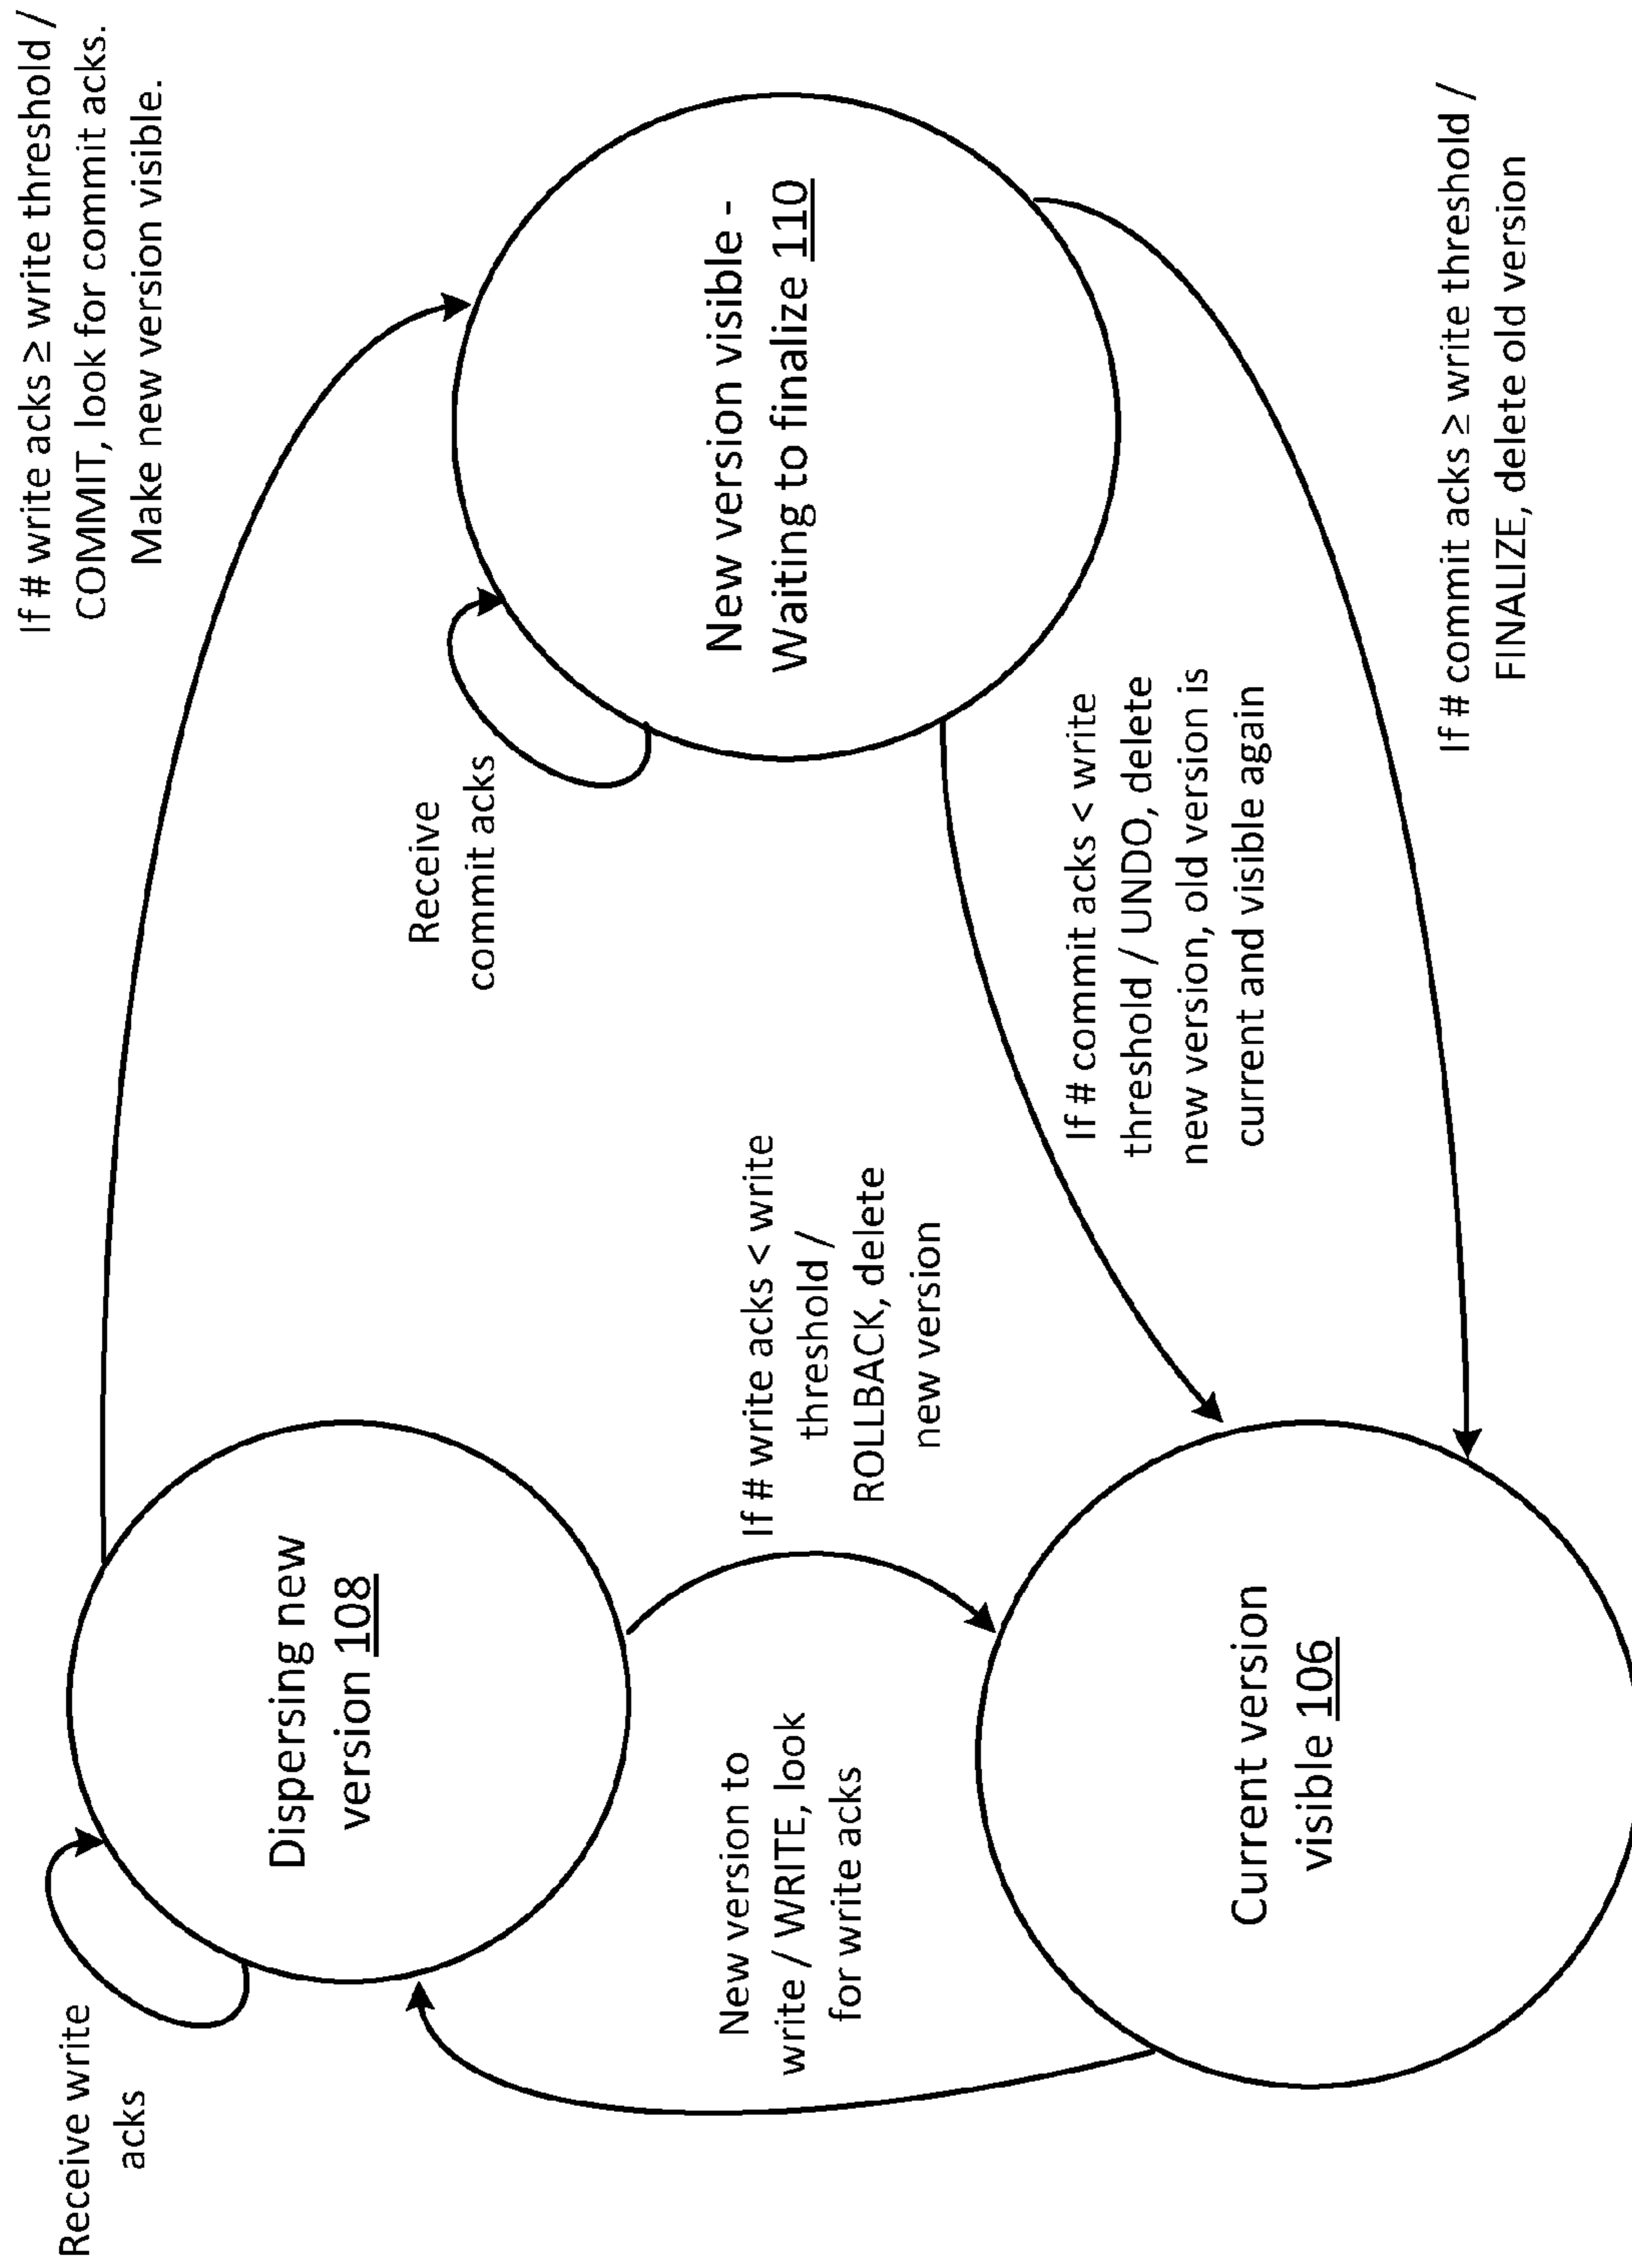 If # write acks ≥ write threshold /
COMMIT, look for commit acks.
Make new version visible.
Receive write
acks
Dispersing new
version 108
Receive
commit acks
New version visible -
Waiting to finalize 110
New version to
write / WRITE, look
for write acks
If # write acks < write
threshold /
ROLLBACK, delete
new version
If # commit acks < write
threshold / UNDO, delete
new version, old version is
current and visible again
Current version
visible 106
If # commit acks ≥ write threshold /
FINALIZE, delete old version